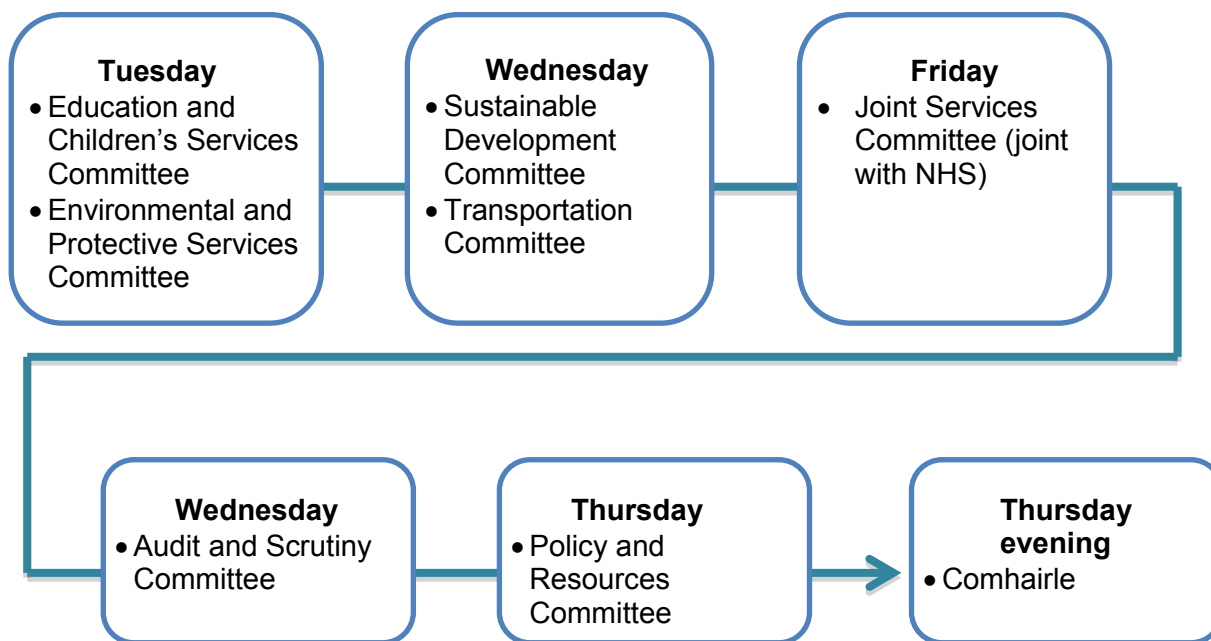 Tuesday
• Education and
Children’s Services
Committee
• Environmental and
Protective Services
Committee
Wednesday
• Sustainable
Development
Committee
• Transportation
Committee
Friday
• Joint Services
Committee (joint
with NHS)
Wednesday
• Audit and Scrutiny
Committee
Thursday
• Policy and
Resources
Committee
Thursday
evening
• Comhairle